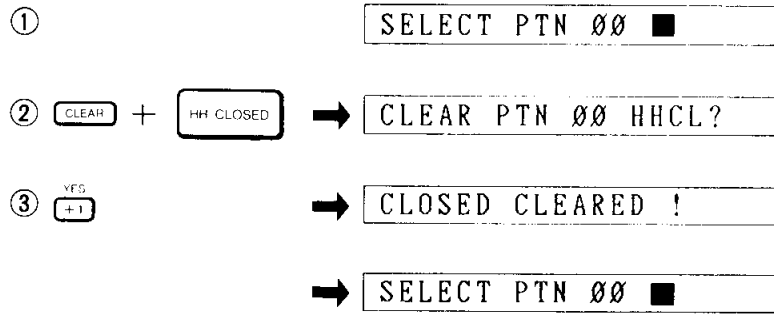 ① SELECT PTN ØØ ■
② CLEAR + HH CLOSED ➡ CLEAR PTN ØØ HHCL?
YES
③ +1 ➡ CLOSED CLEARED !
➡ SELECT PTN ØØ ■